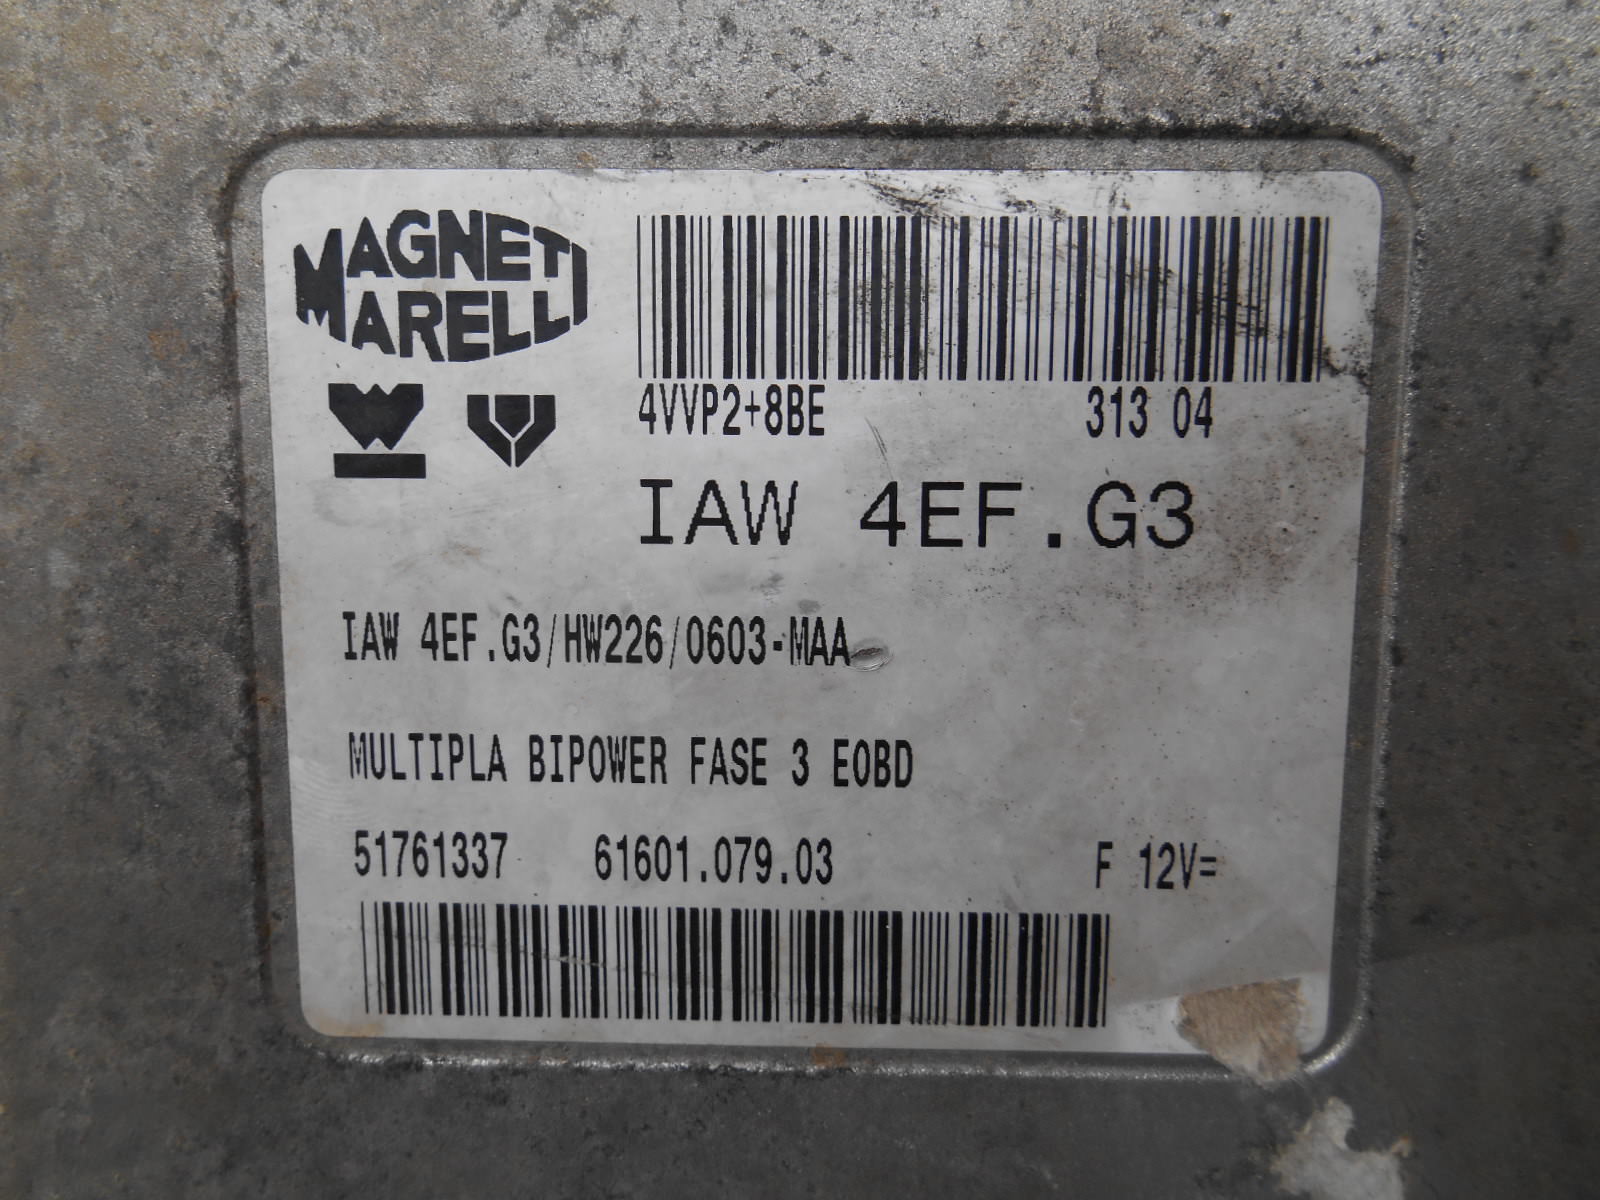 MAGNETI
MARELLI
4VVP2+8BE 313 04
IAW 4EF.G3
IAW 4EF.G3/HW226/0603-MAA
MULTIPLA BIPOWER FASE 3 EOBD
51761337 61601.079.03 F 12V=